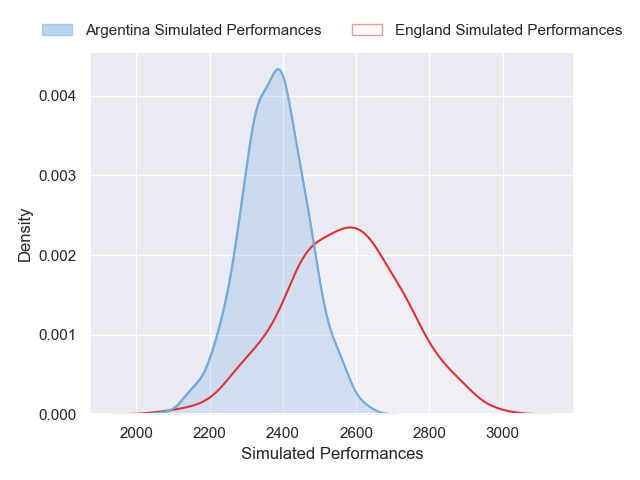 Argentina Simulated Performances England Simulated Performances
0.004
0.003
0.002
0.001
0.000
Density
2000 2200 2400 2600 2800 3000
Simulated Performances